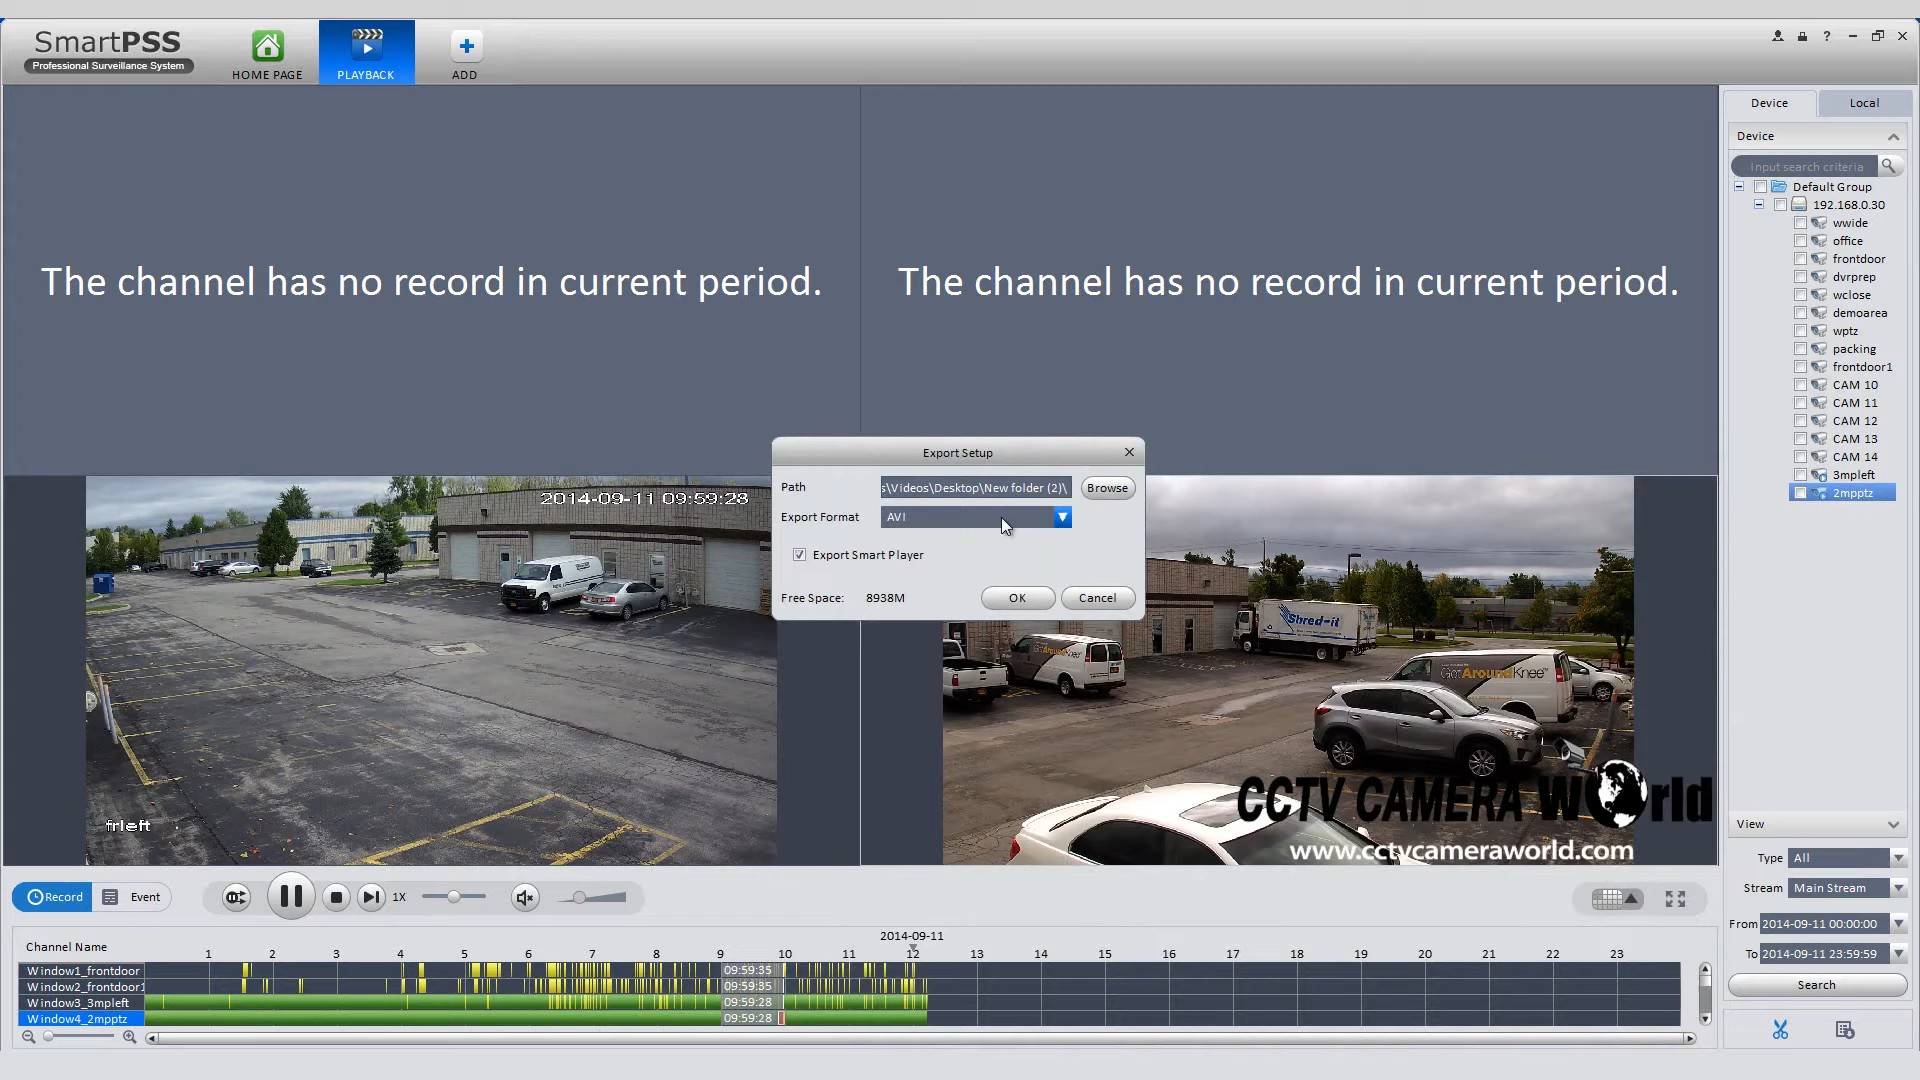 SmartPSS
Professional Surveillance System
HOME PAGE
PLAYBACK
ADD
?
Device
Local
Device
Input search criteria
Default Group
192.168.0.30
wwide
office
frontdoor
dvrprep
wclose
demoarea
wptz
packing
frontdoor1
CAM 10
CAM 11
CAM 12
CAM 13
CAM 14
3mpleft
2mpptz
The channel has no record in current period.
The channel has no record in current period.
2014-09-11 09:59:28
frleft
Export Setup
Path
s\Videos\Desktop\New folder (2)\
Browse
Export Format
AVI
Export Smart Player
Free Space: 8938M
OK
Cancel
Shred-it
GetAroundKnee
GetAroundKnee
CCTV CAMERA World
www.cctvcameraworld.com
View
Type All
Stream Main Stream
From 2014-09-11 00:00:00
To 2014-09-11 23:59:59
Search
Record
Event
1X
2014-09-11
Channel Name
1 2 3 4 5 6 7 8 9 10 11 12 13 14 15 16 17 18 19 20 21 22 23
Window1_frontdoor 09:59:35
Window2_frontdoor1 09:59:35
Window3_3mpleft 09:59:28
Window4_2mpptz 09:59:28